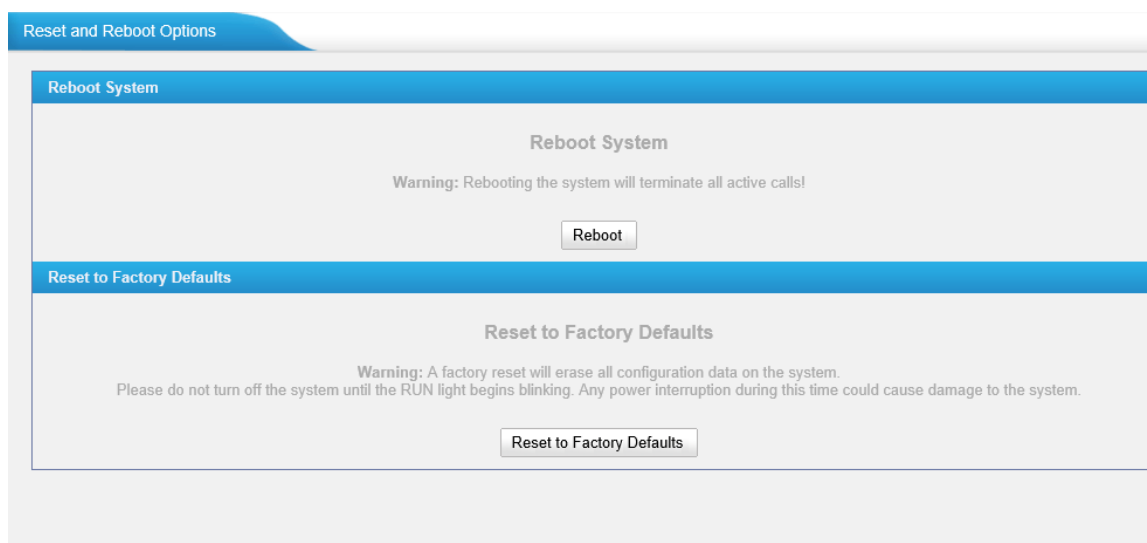 Reset and Reboot Options
Reboot System
Reboot System
Warning: Rebooting the system will terminate all active calls!
Reboot
Reset to Factory Defaults
Reset to Factory Defaults
Warning: A factory reset will erase all configuration data on the system.
Please do not turn off the system until the RUN light begins blinking. Any power interruption during this time could cause damage to the system.
Reset to Factory Defaults